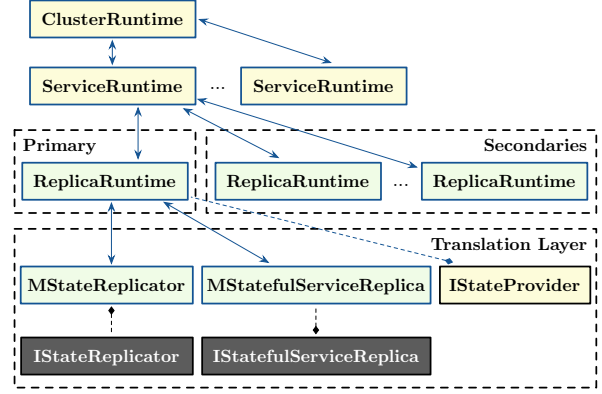 ClusterRuntime
ServiceRuntime ... ServiceRuntime
Primary Secondaries
ReplicaRuntime ReplicaRuntime ... ReplicaRuntime
Translation Layer
MStateReplicator MStatefulServiceReplica IStateProvider
IStateReplicator IStatefulServiceReplica